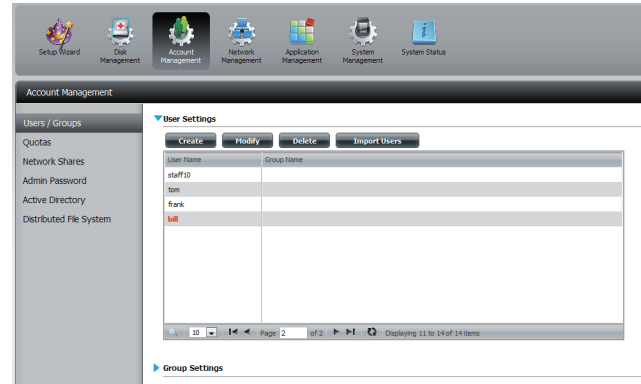 Setup Wizard
Disk Management
Account Management
Network Management
Application Management
System Management
System Status
Account Management
Users / Groups
Quotas
Network Shares
Admin Password
Active Directory
Distributed File System
User Settings
Create Modify Delete Import Users
User Name Group Name
staff10
tom
frank
bill
10 Page 2 of 2 Displaying 11 to 14 of 14 items
Group Settings